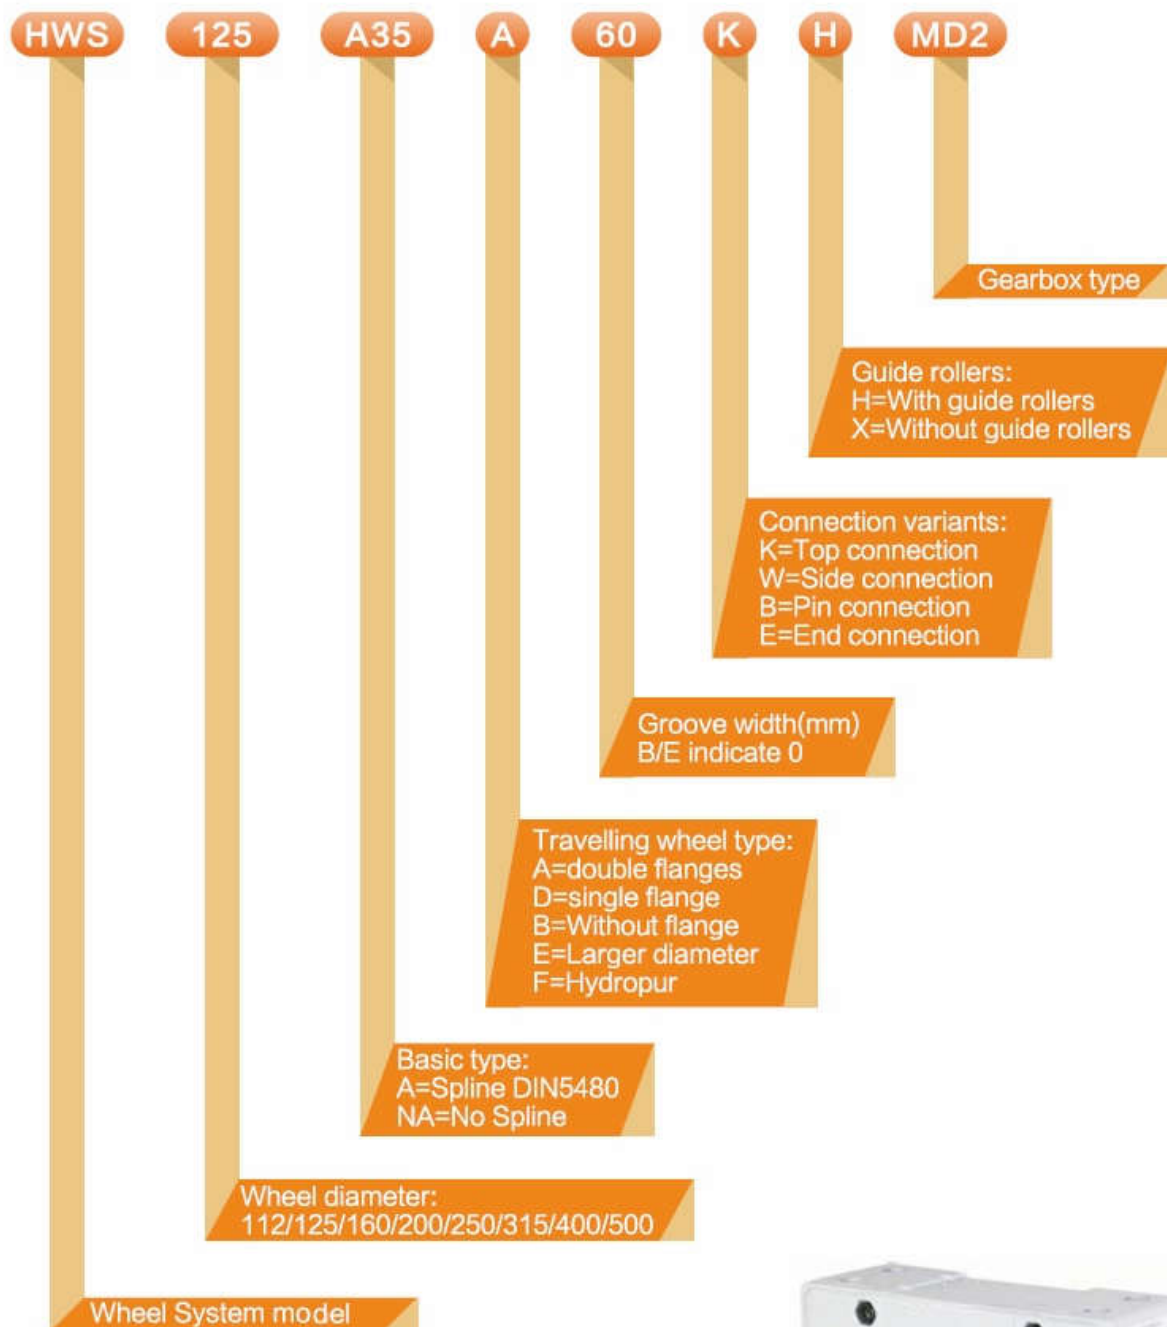 HWS 125 A35 A 60 K H MD2
Gearbox type
Guide rollers:
H=With guide rollers
X=Without guide rollers
Connection variants:
K=Top connection
W=Side connection
B=Pin connection
E=End connection
Groove width(mm)
B/E indicate 0
Travelling wheel type:
A=double flanges
D=single flange
B=Without flange
E=Larger diameter
F=Hydropur
Basic type:
A=Spline DIN5480
NA=No Spline
Wheel diameter:
112/125/160/200/250/315/400/500
Wheel System model